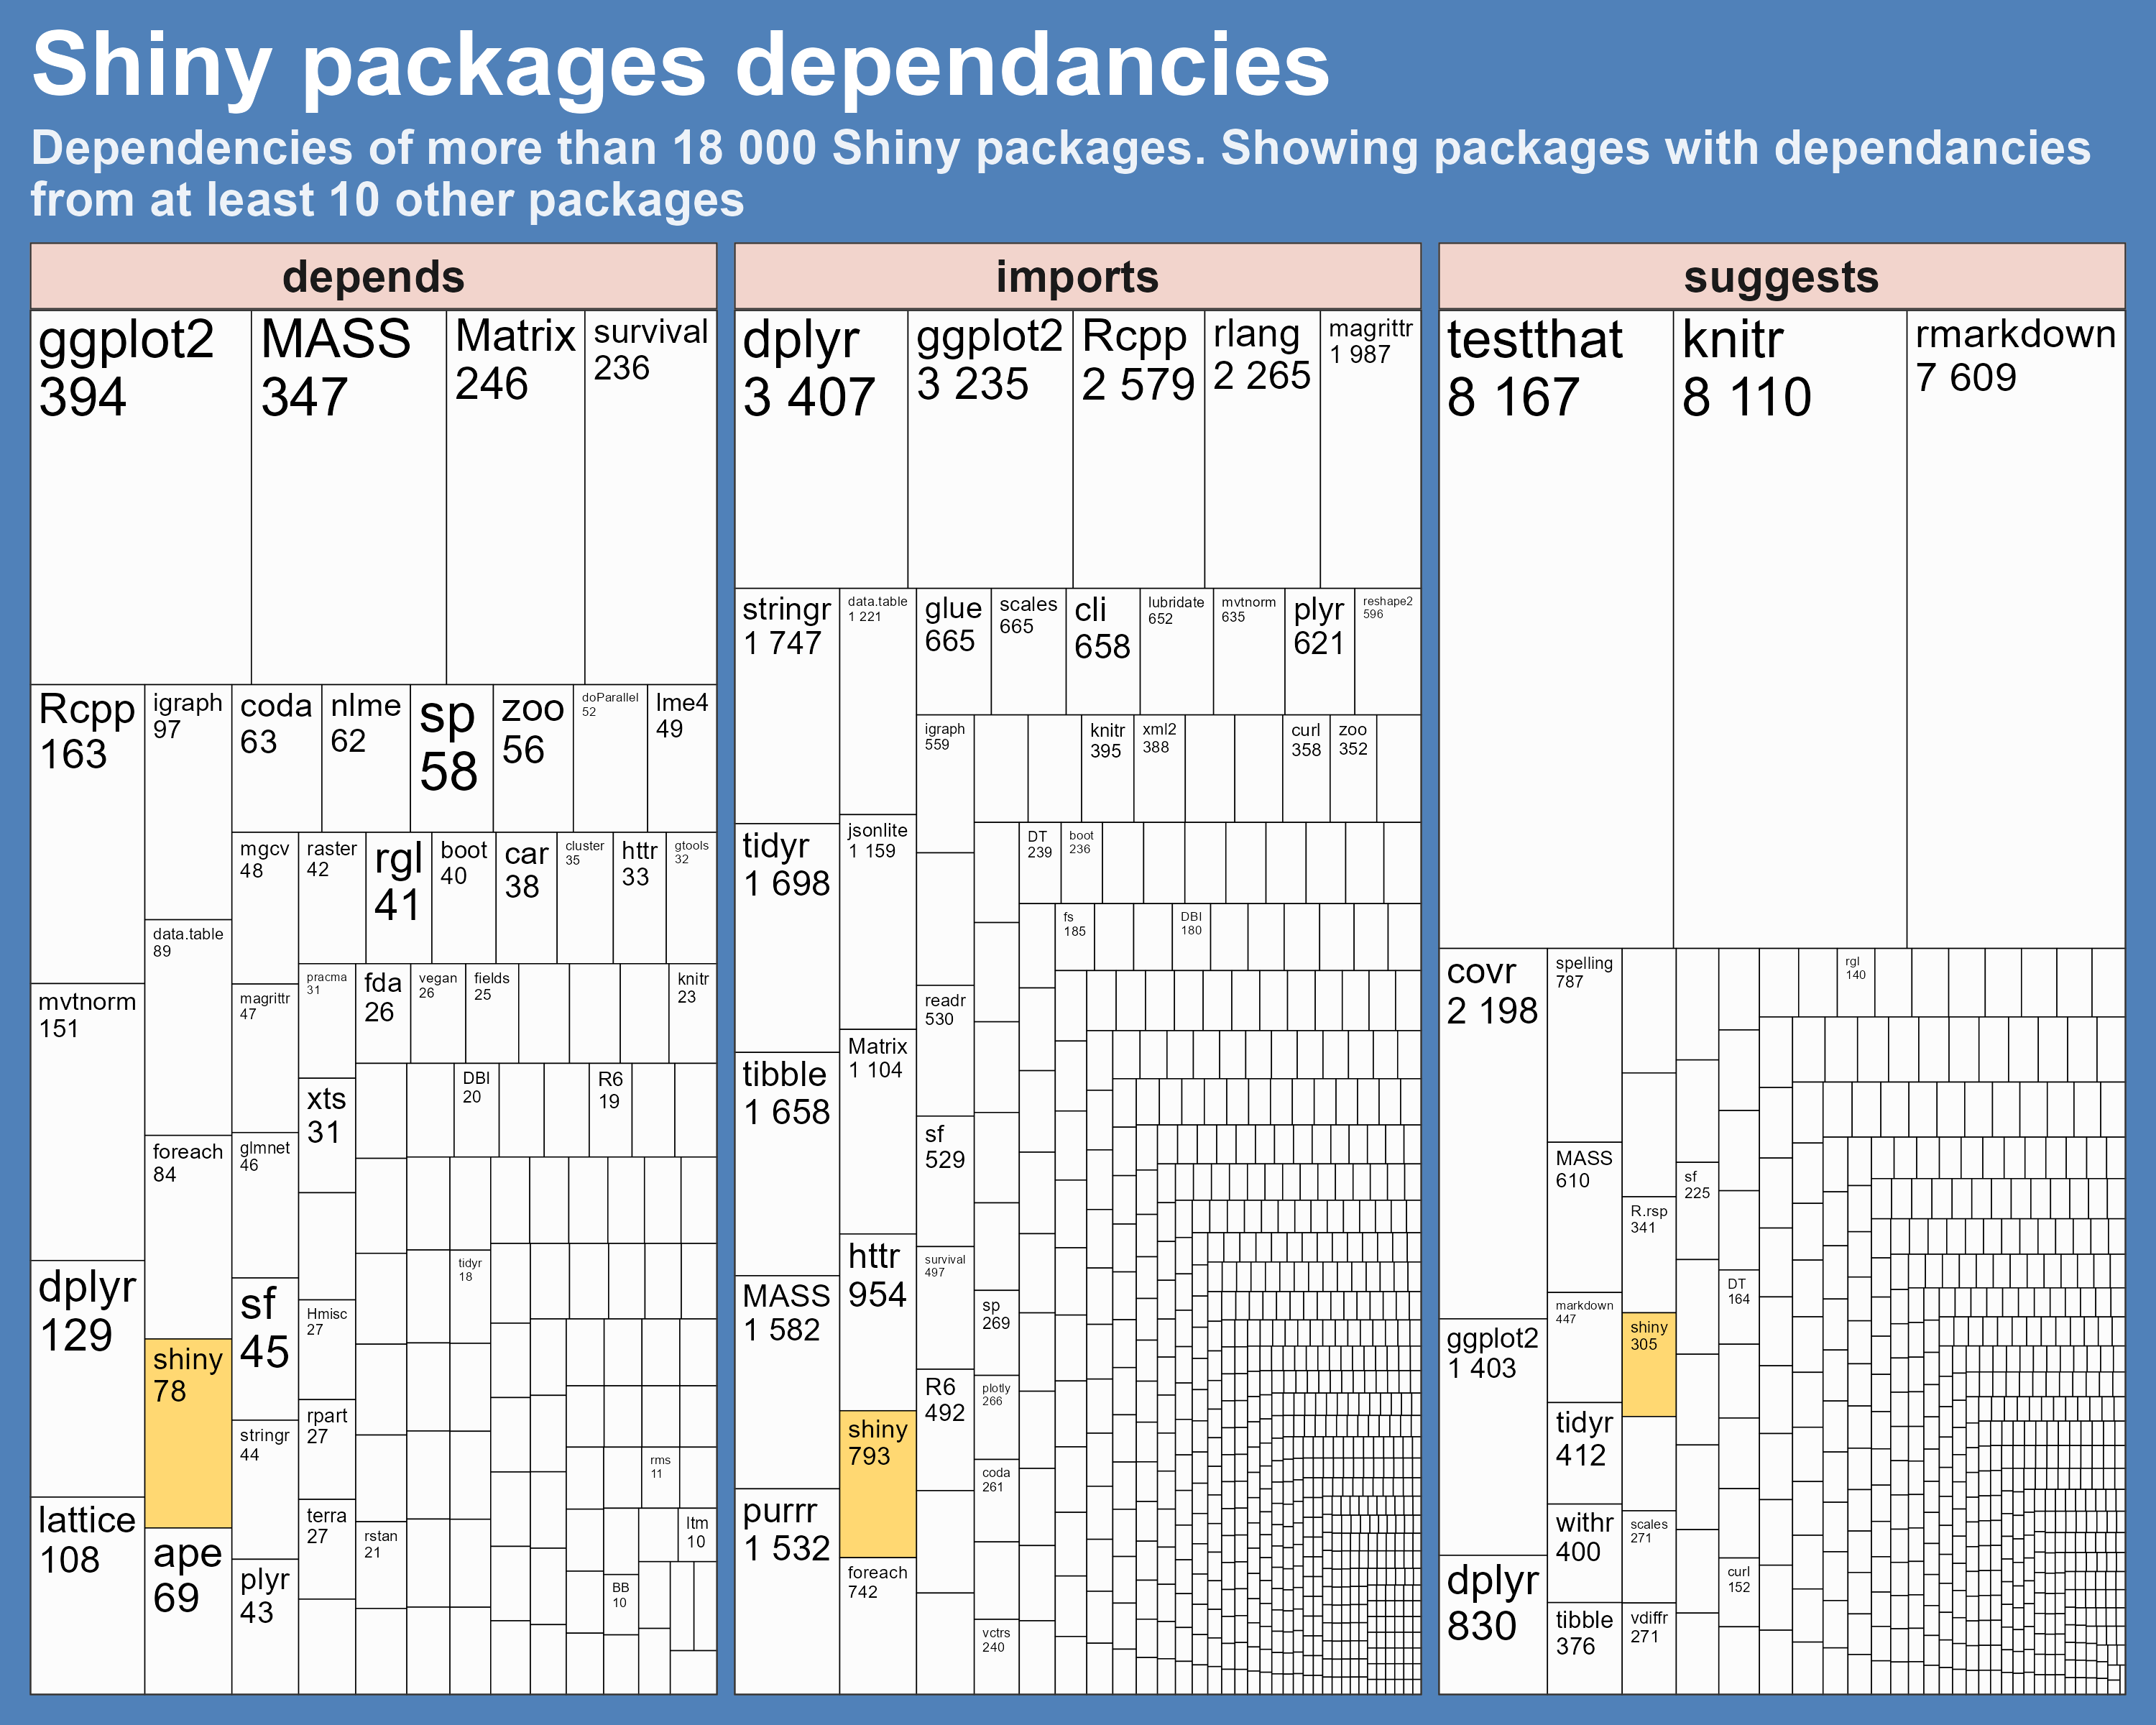 Shiny packages dependancies
Dependencies of more than 18 000 Shiny packages. Showing packages with dependancies
from at least 10 other packages
depends
ggplot2
394
MASS
347
Matrix
246
survival
236
Rcpp
163
igraph
97
coda
63
nlme
62
sp
58
zoo
56
doParallel
52
lme4
49
mgcv
48
raster
42
rgl
41
boot
40
car
38
cluster
35
httr
33
gtools
32
data.table
89
mvtnorm
151
magrittr
47
pracma
31
fda
26
vegan
26
fields
25
knitr
23
xts
31
DBI
20
R6
19
foreach
84
glmnet
46
dplyr
129
sf
45
Hmisc
27
tidyr
18
shiny
78
stringr
44
rpart
27
rms
11
lattice
108
ape
69
terra
27
rstan
21
ltm
10
plyr
43
BB
10
imports
dplyr
3 407
ggplot2
3 235
Rcpp
2 579
rlang
2 265
magrittr
1 987
stringr
1 747
data.table
1 221
glue
665
scales
665
cli
658
lubridate
652
mvtnorm
635
plyr
621
reshape2
596
igraph
559
knitr
395
xml2
388
curl
358
zoo
352
tidyr
1 698
jsonlite
1 159
DT
239
boot
236
fs
185
DBI
180
readr
530
tibble
1 658
Matrix
1 104
sf
529
MASS
1 582
httr
954
survival
497
sp
269
R6
492
plotly
266
shiny
793
coda
261
purrr
1 532
foreach
742
vctrs
240
suggests
testthat
8 167
knitr
8 110
rmarkdown
7 609
covr
2 198
spelling
787
rgl
140
MASS
610
sf
225
R.rsp
341
DT
164
markdown
447
shiny
305
ggplot2
1 403
tidyr
412
withr
400
scales
271
curl
152
dplyr
830
tibble
376
vdiffr
271